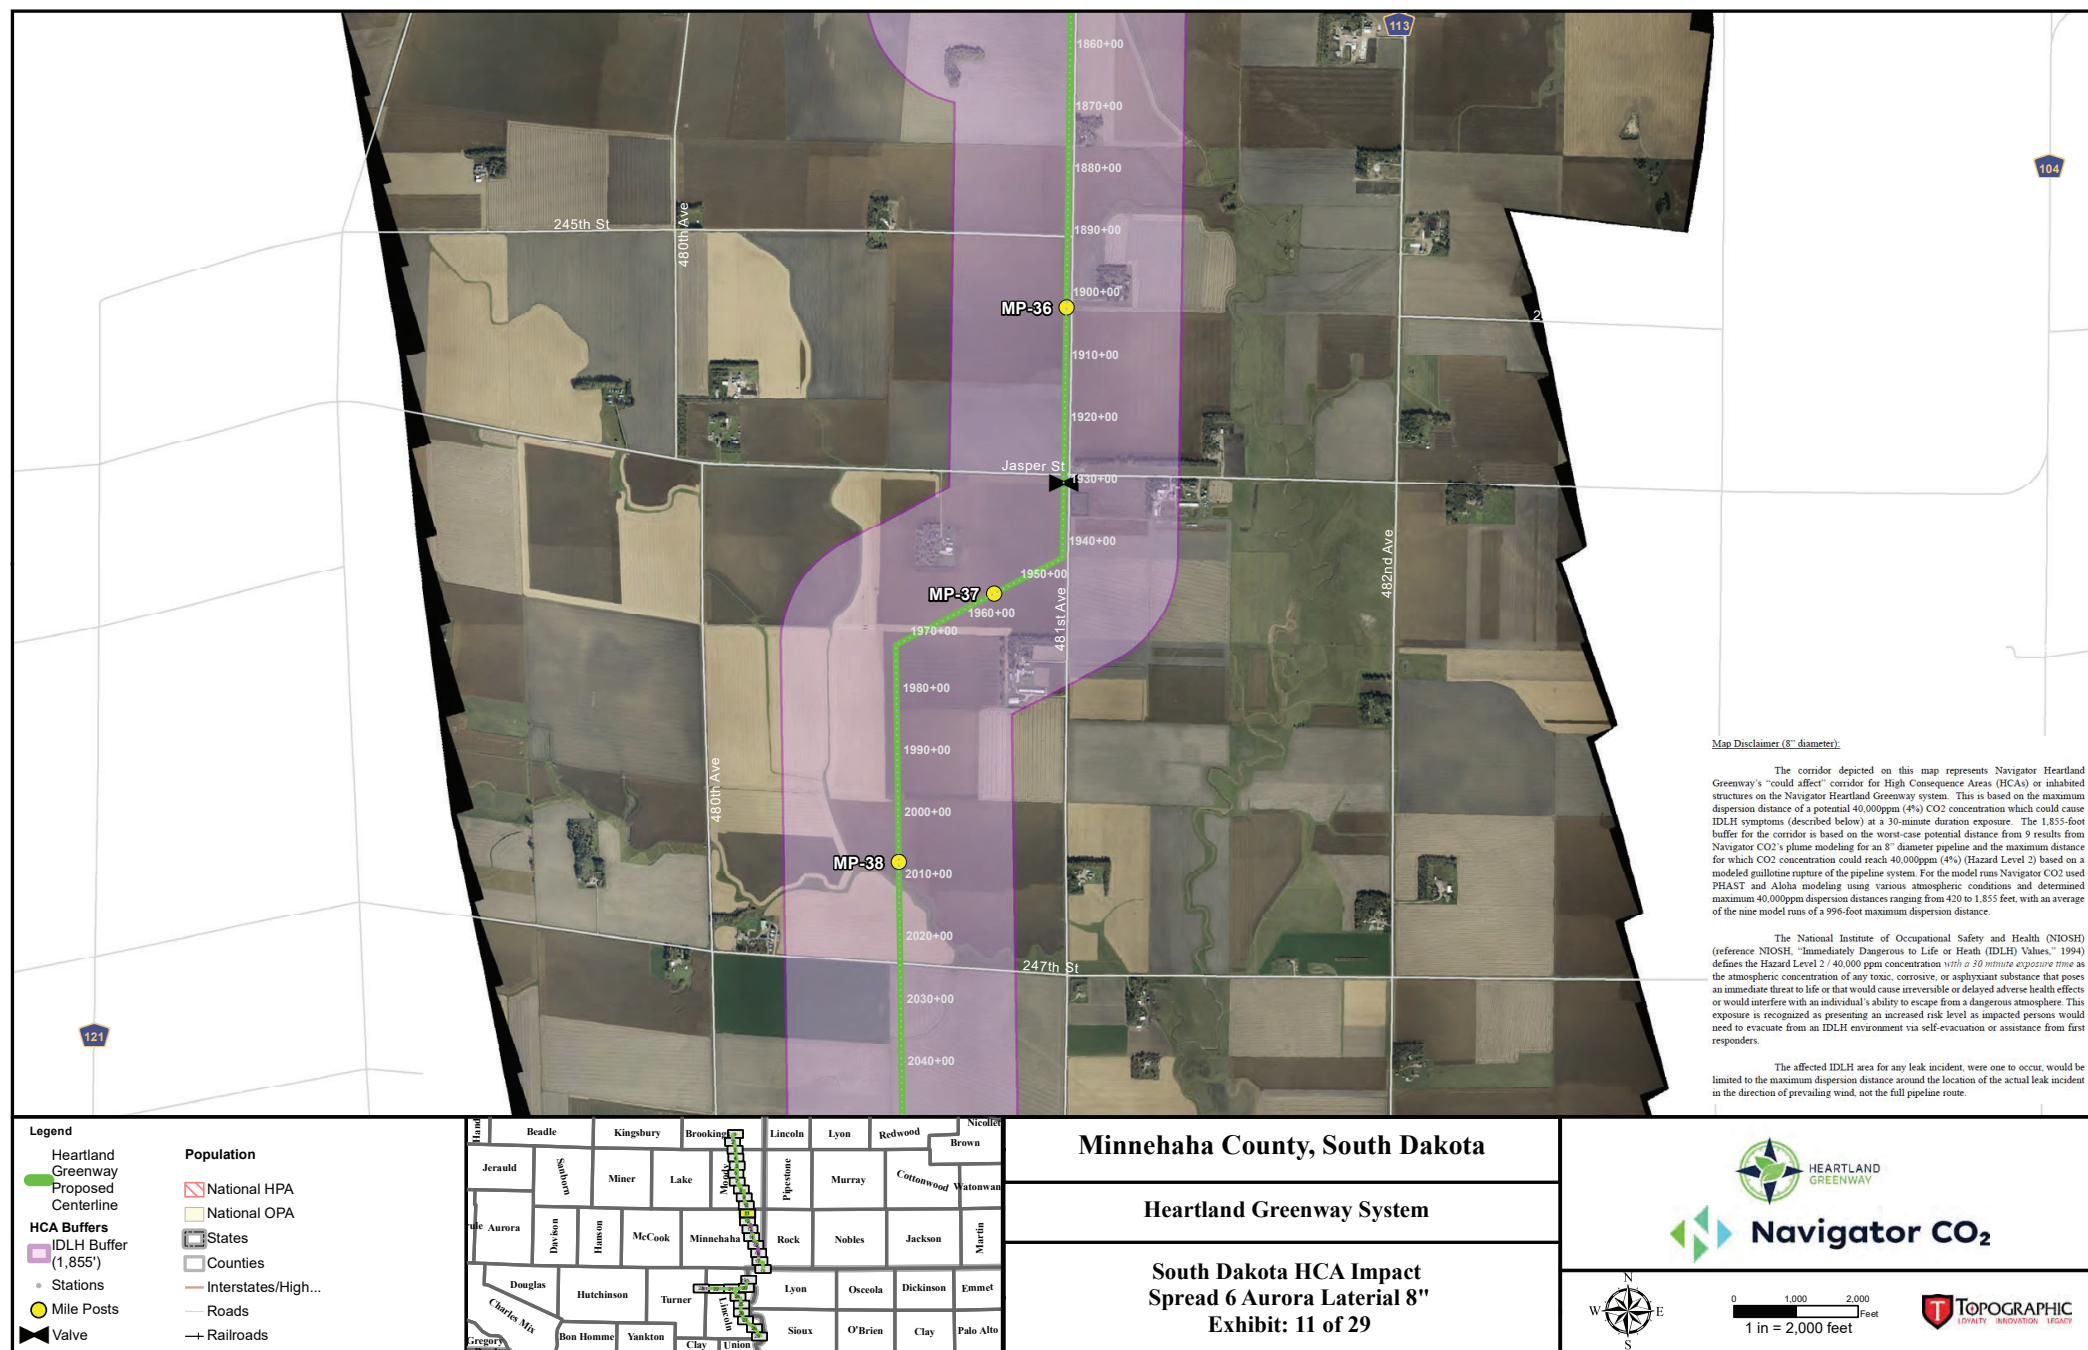 113
1860+00
1870+00
1880+00
104
480th Ave
245th St
1890+00
1900+00
MP-36
1910+00
1920+00
Jasper St
1930+00
1940+00
482nd Ave
1950+00
MP-37
1960+00
481st Ave
1970+00
1980+00
1990+00
480th Ave
2000+00
MP-38
2010+00
2020+00
247th St
2030+00
121
2040+00
Map Disclaimer (8" diameter):
The corridor depicted on this map represents Navigator Heartland
Greenway's "could affect" corridor for High Consequence Areas (HCAs) or inhabited
structures on the Navigator Heartland Greenway system. This is based on the maximum
dispersion distance of a potential 40,000ppm (4%) CO2 concentration which could cause
IDLH symptoms (described below) at a 30-minute duration exposure. The 1,855-foot
buffer for the corridor is based on the worst-case potential distance from 9 results from
Navigator CO2's plume modeling for an 8" diameter pipeline and the maximum distance
for which CO2 concentration could reach 40,000ppm (4%) (Hazard Level 2) based on a
modeled guillotine rupture of the pipeline system. For the model runs Navigator CO2 used
PHAST and Aloha modeling using various atmospheric conditions and determined
maximum 40,000ppm dispersion distances ranging from 420 to 1,855 feet, with an average
of the nine model runs of a 996-foot maximum dispersion distance.
The National Institute of Occupational Safety and Health (NIOSH)
(reference NIOSH, "Immediately Dangerous to Life or Heath (IDLH) Values," 1994)
defines the Hazard Level 2 / 40,000 ppm concentration with a 30 minute exposure time as
the atmospheric concentration of any toxic, corrosive, or asphyxiant substance that poses
an immediate threat to life or that would cause irreversible or delayed adverse health effects
or would interfere with an individual's ability to escape from a dangerous atmosphere. This
exposure is recognized as presenting an increased risk level as impacted persons would
need to evacuate from an IDLH environment via self-evacuation or assistance from first
responders.
The affected IDLH area for any leak incident, were one to occur, would be
limited to the maximum dispersion distance around the location of the actual leak incident
in the direction of prevailing wind, not the full pipeline route.
Legend
Heartland
Greenway
Proposed
Centerline
HCA Buffers
IDLH Buffer
(1,855')
Stations
Mile Posts
Valve
Population
National HPA
National OPA
States
Counties
Interstates/High...
Roads
Railroads
Hand
Beadle
Kingsbury
Brookings
Lincoln
Lyon
Redwood
Nicollet
Brown
Jerauld
Sanborn
Miner
Lake
Moody
Pipestone
Murray
Cottonwood
Watonwan
Aurora
Davison
Hanson
McCook
Minnehaha
Rock
Nobles
Jackson
Martin
Douglas
Charles Mix
Hutchinson
Turner
Lincoln
Lyon
Osceola
Dickinson
Emmet
Gregory
Bon Homme
Yankton
Clay
Union
Sioux
O'Brien
Clay
Palo Alto
Minnehaha County, South Dakota
Heartland Greenway System
South Dakota HCA Impact
Spread 6 Aurora Laterial 8"
Exhibit: 11 of 29
HEARTLAND
GREENWAY
Navigator CO₂
N
W
E
S
0 1,000 2,000
Feet
1 in = 2,000 feet
TOPOGRAPHIC
LOYALTY INNOVATION LEGACY